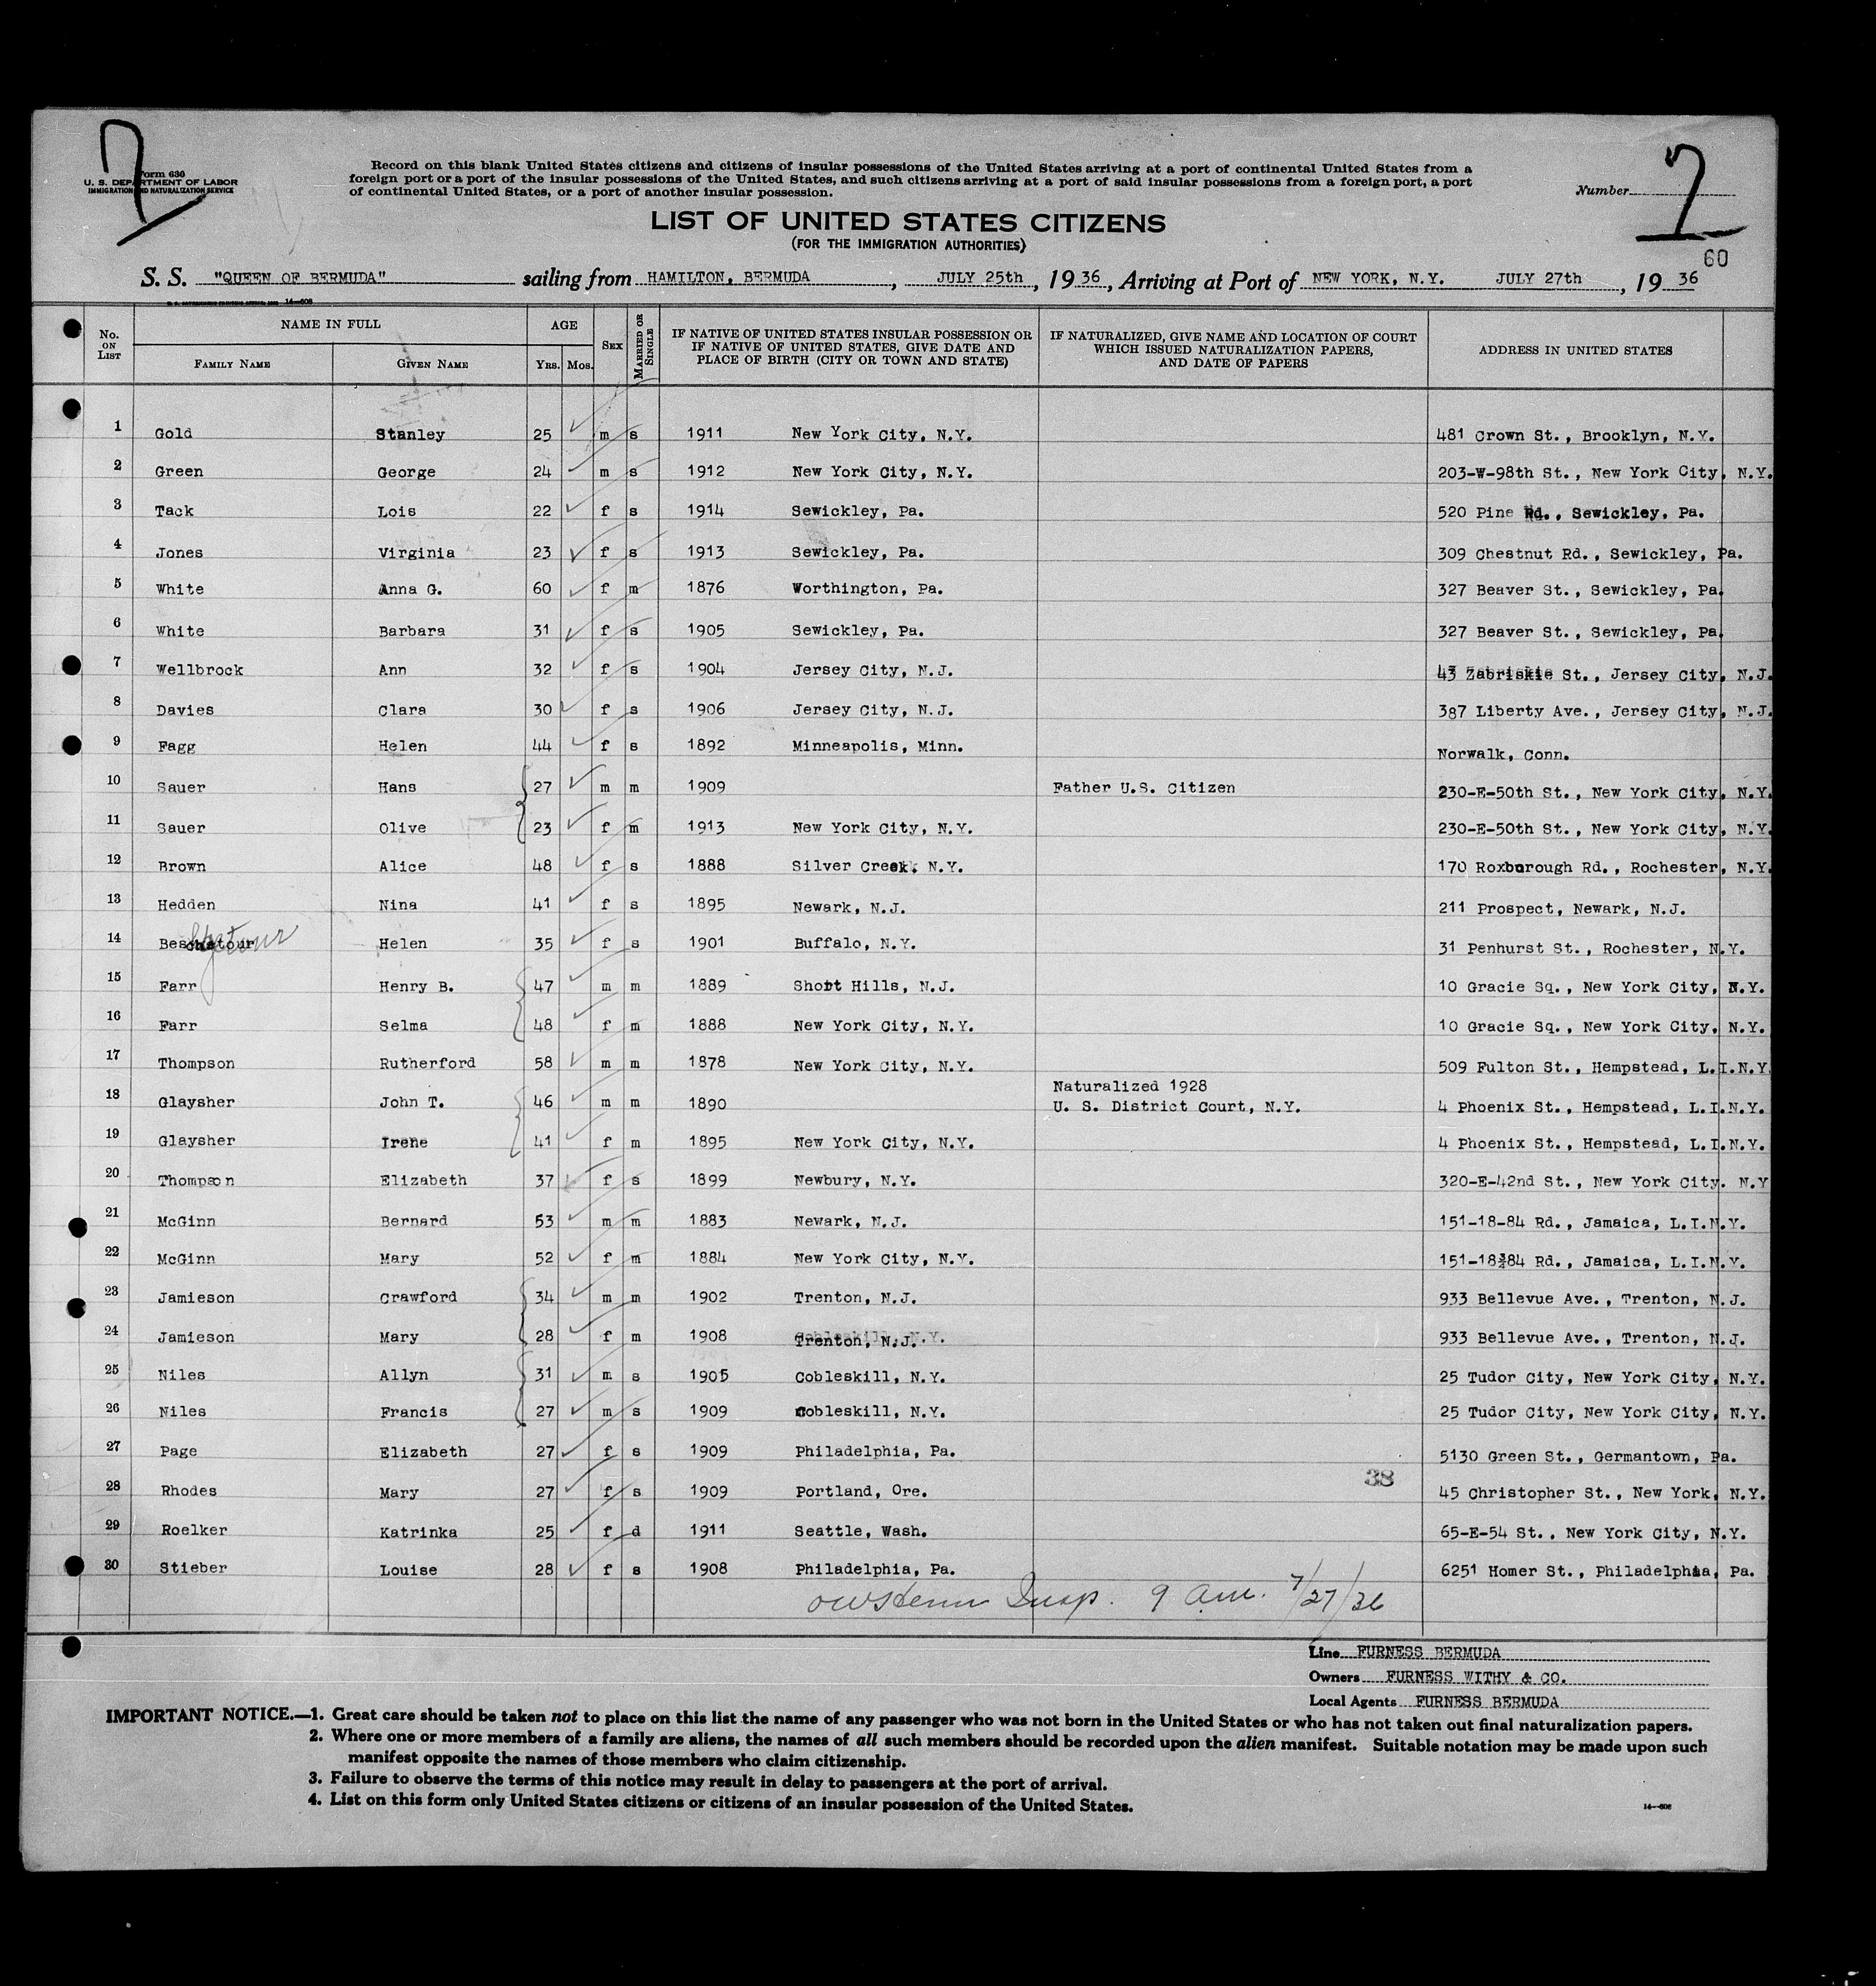 Form 630
U. S. DEPARTMENT OF LABOR
IMMIGRATION AND NATURALIZATION SERVICE
Record on this blank United States citizens and citizens of insular possessions of the United States arriving at a port of continental United States from a
foreign port or a port of the insular possessions of the United States, and such citizens arriving at a port of said insular possessions from a foreign port, a port
of continental United States, or a port of another insular possession.
Number
LIST OF UNITED STATES CITIZENS
(FOR THE IMMIGRATION AUTHORITIES)
60
S. S. "QUEEN OF BERMUDA" sailing from HAMILTON, BERMUDA, JULY 25th, 1936, Arriving at Port of NEW YORK, N.Y. JULY 27th, 1936
14—608
No. ON LIST NAME IN FULL AGE SEX MARRIED OR SINGLE IF NATIVE OF UNITED STATES INSULAR POSSESSION OR IF NATIVE OF UNITED STATES, GIVE DATE AND PLACE OF BIRTH (CITY OR TOWN AND STATE) IF NATURALIZED, GIVE NAME AND LOCATION OF COURT WHICH ISSUED NATURALIZATION PAPERS, AND DATE OF PAPERS ADDRESS IN UNITED STATES
FAMILY NAME GIVEN NAME YRS. MOS.
1 Gold Stanley 25 m s 1911 New York City, N.Y. 481 Crown St., Brooklyn, N.Y.
2 Green George 24 m s 1912 New York City, N.Y. 203-W-98th St., New York City, N.Y.
3 Tack Lois 22 f s 1914 Sewickley, Pa. 520 Pine Rd., Sewickley, Pa.
4 Jones Virginia 23 f s 1913 Sewickley, Pa. 309 Chestnut Rd., Sewickley, Pa.
5 White Anna G. 60 f m 1876 Worthington, Pa. 327 Beaver St., Sewickley, Pa.
6 White Barbara 31 f s 1905 Sewickley, Pa. 327 Beaver St., Sewickley, Pa.
7 Wellbrock Ann 32 f s 1904 Jersey City, N.J. 43 Zabriskie St., Jersey City, N.J.
8 Davies Clara 30 f s 1906 Jersey City, N.J. 387 Liberty Ave., Jersey City, N.J.
9 Fagg Helen 44 f s 1892 Minneapolis, Minn. Norwalk, Conn.
10 Sauer Hans 27 m m 1909 Father U.S. Citizen 230-E-50th St., New York City, N.Y.
11 Sauer Olive 23 f m 1913 New York City, N.Y. 230-E-50th St., New York City, N.Y.
12 Brown Alice 48 f s 1888 Silver Creek, N.Y. 170 Roxborough Rd., Rochester, N.Y.
13 Hedden Nina 41 f s 1895 Newark, N.J. 211 Prospect, Newark, N.J.
14 Helen 35 f s 1901 Buffalo, N.Y. 31 Penhurst St., Rochester, N.Y.
15 Farr Henry B. 47 m m 1889 Short Hills, N.J. 10 Gracie Sq., New York City, N.Y.
16 Farr Selma 48 f m 1888 New York City, N.Y. 10 Gracie Sq., New York City, N.Y.
17 Thompson Rutherford 58 m m 1878 New York City, N.Y. 509 Fulton St., Hempstead, L.I.N.Y.
18 Glaysher John T. 46 m m 1890 Naturalized 1928 U. S. District Court, N.Y. 4 Phoenix St., Hempstead, L.I.N.Y.
19 Glaysher Irene 41 f m 1895 New York City, N.Y. 4 Phoenix St., Hempstead, L.I.N.Y.
20 Thompson Elizabeth 37 f s 1899 Newbury, N.Y. 320-E-42nd St., New York City. N.Y
21 McGinn Bernard 53 m m 1883 Newark, N.J. 151-18-84 Rd., Jamaica, L.I.N.Y.
22 McGinn Mary 52 f m 1884 New York City, N.Y. 151-18-84 Rd., Jamaica, L.I.N.Y.
23 Jamieson Crawford 34 m m 1902 Trenton, N.J. 933 Bellevue Ave., Trenton, N.J.
24 Jamieson Mary 28 f m 1908 Trenton, N.J. 933 Bellevue Ave., Trenton, N.J.
25 Niles Allyn 31 m s 1905 Cobleskill, N.Y. 25 Tudor City, New York City, N.Y.
26 Niles Francis 27 m s 1909 Cobleskill, N.Y. 25 Tudor City, New York City, N.Y.
27 Page Elizabeth 27 f s 1909 Philadelphia, Pa. 5130 Green St., Germantown, Pa.
38
28 Rhodes Mary 27 f s 1909 Portland, Ore. 45 Christopher St., New York, N.Y.
29 Roelker Katrinka 25 f d 1911 Seattle, Wash. 65-E-54 St., New York City, N.Y.
30 Stieber Louise 28 f s 1908 Philadelphia, Pa. 6251 Homer St., Philadelphia, Pa.
Insp. 9 am. 7/27/36
Line FURNESS BERMUDA
Owners FURNESS WITHY & CO.
Local Agents FURNESS BERMUDA
IMPORTANT NOTICE.—1. Great care should be taken not to place on this list the name of any passenger who was not born in the United States or who has not taken out final naturalization papers.
2. Where one or more members of a family are aliens, the names of all such members should be recorded upon the alien manifest. Suitable notation may be made upon such
manifest opposite the names of those members who claim citizenship.
3. Failure to observe the terms of this notice may result in delay to passengers at the port of arrival.
4. List on this form only United States citizens or citizens of an insular possession of the United States.
14—608